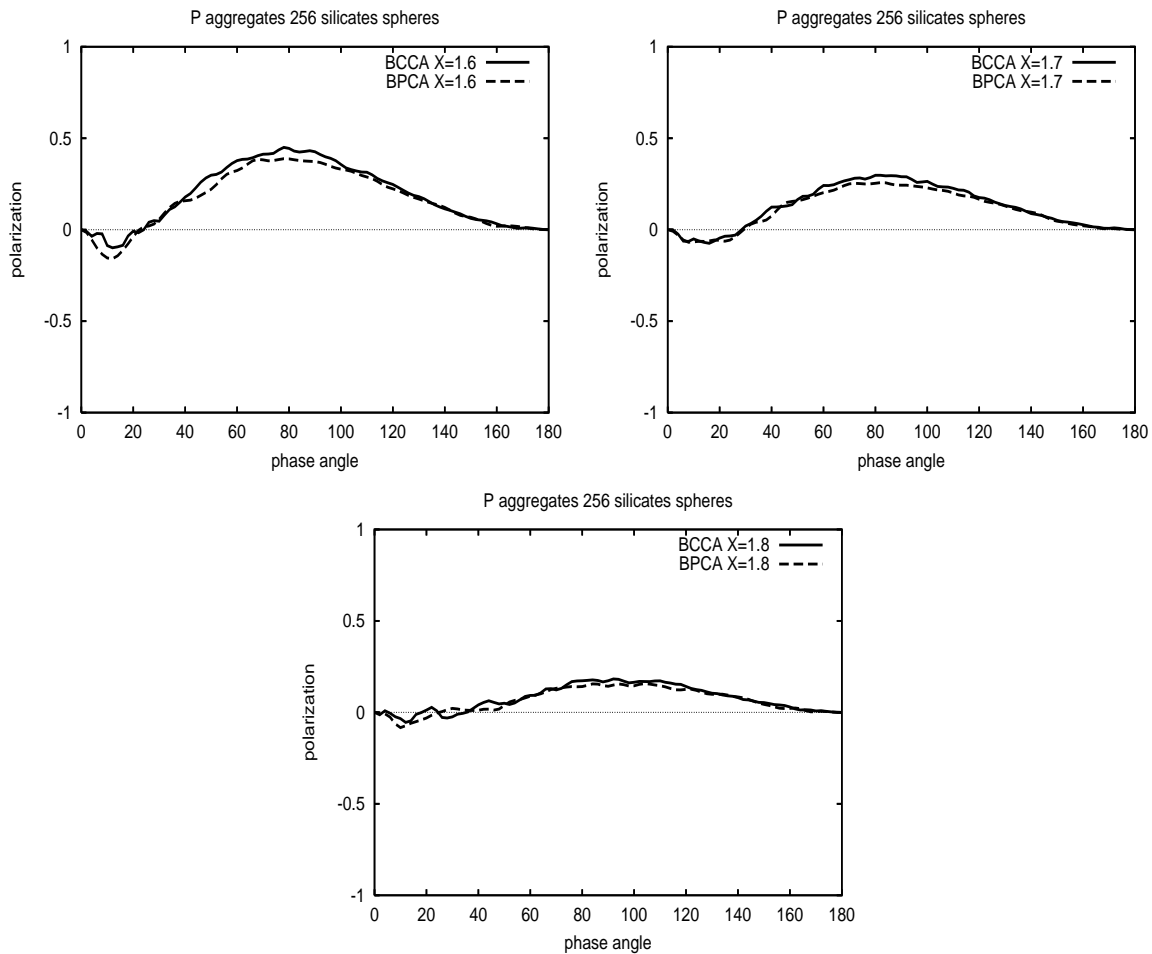 P aggregates 256 silicates spheres
BCCA X=1.6
BPCA X=1.6
1
0.5
0
-0.5
-1
polarization
0 20 40 60 80 100 120 140 160 180
phase angle
P aggregates 256 silicates spheres
BCCA X=1.7
BPCA X=1.7
1
0.5
0
-0.5
-1
polarization
0 20 40 60 80 100 120 140 160 180
phase angle
P aggregates 256 silicates spheres
BCCA X=1.8
BPCA X=1.8
1
0.5
0
-0.5
-1
polarization
0 20 40 60 80 100 120 140 160 180
phase angle